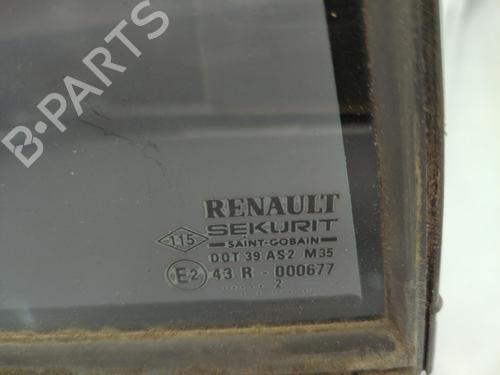 B-PARTS
RENAULT
SEKURIT
115
SAINT-GOBAIN
DOT 39 AS2 M35
E2 43 R - 000677
2